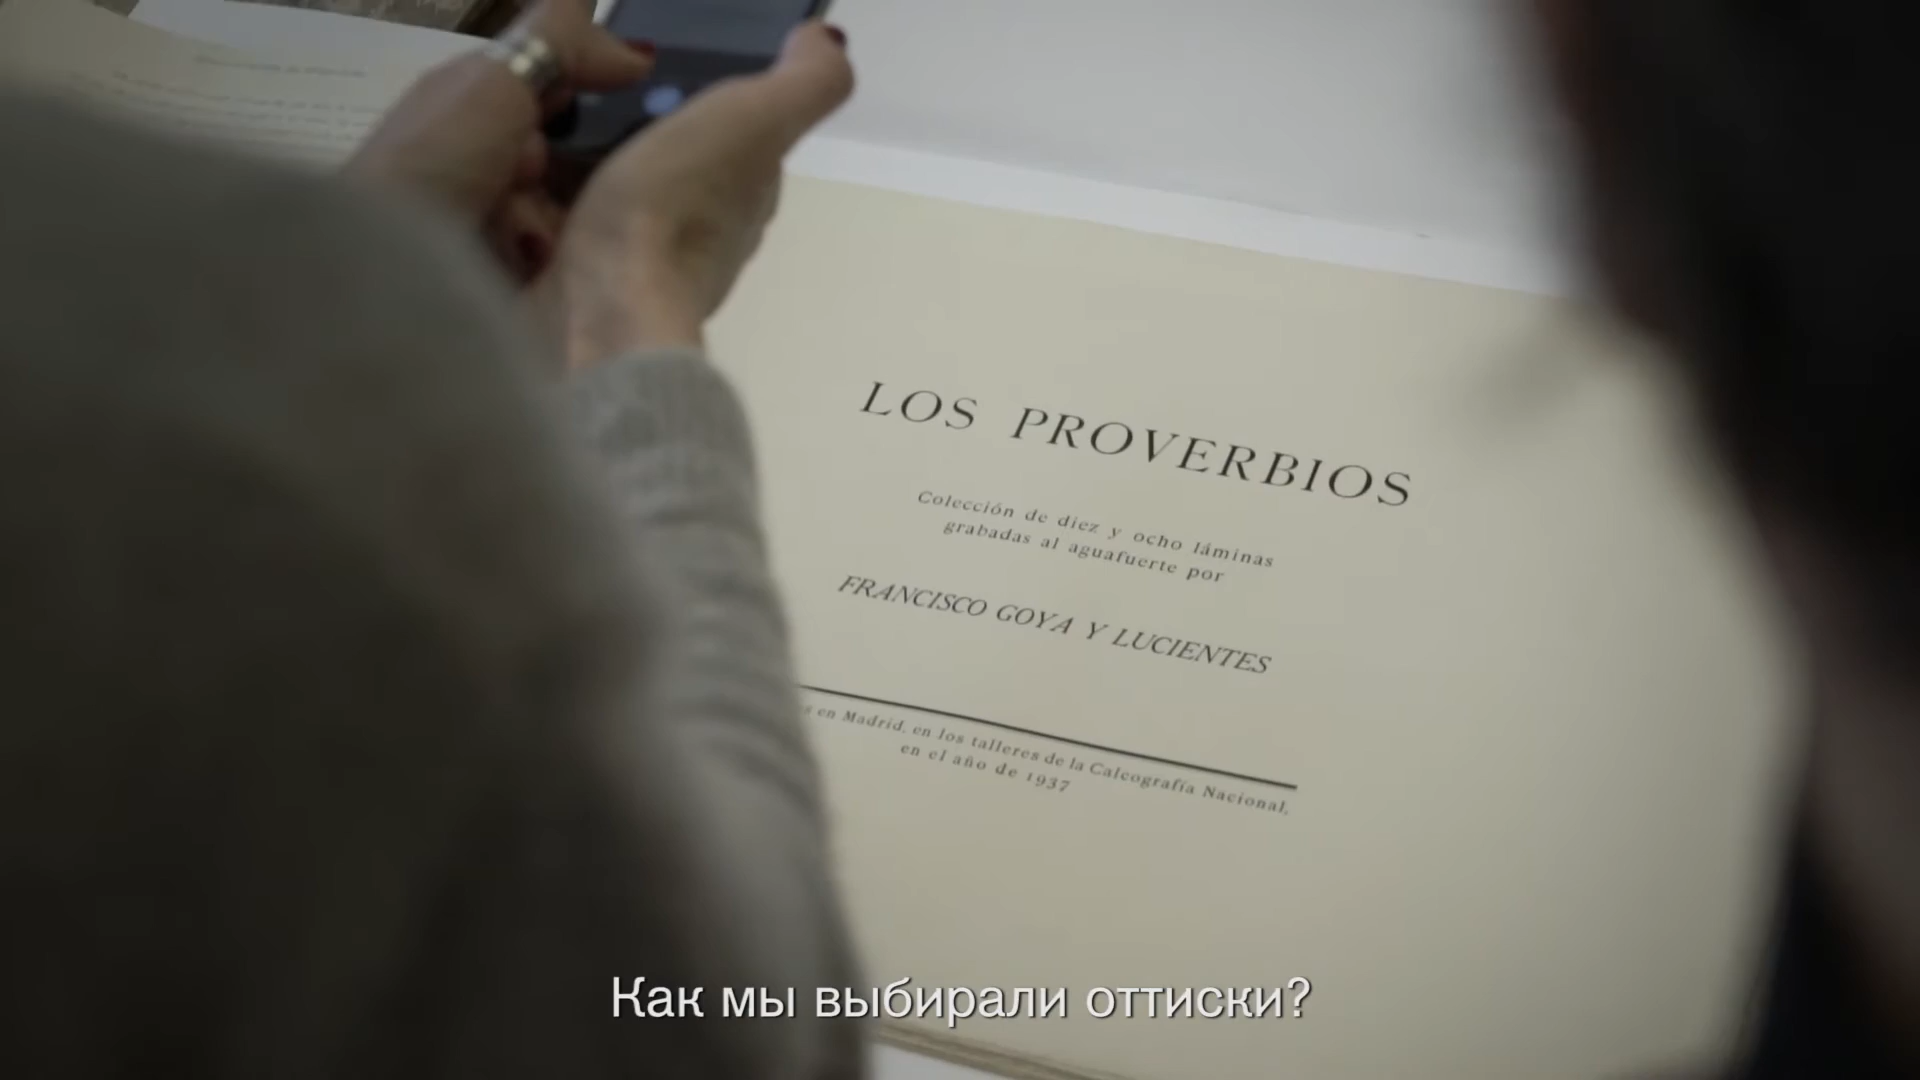 LOS PROVERBIOS
Colección de diez y ocho láminas
grabadas al aguafuerte por
FRANCISCO GOYA Y LUCIENTES
en Madrid, en los talleres de la Calcografía Nacional,
en el año de 1937
Как мы выбирали оттиски?